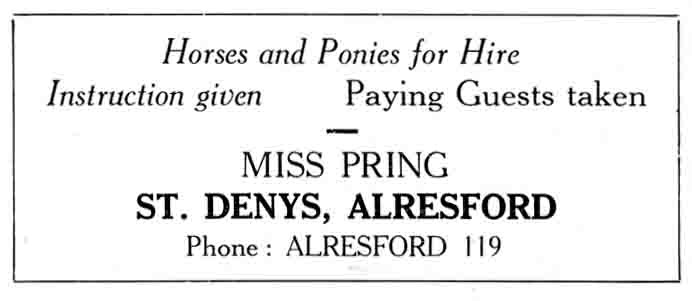 Horses and Ponies for Hire
Instruction given Paying Guests taken
MISS PRING
ST. DENYS, ALRESFORD
Phone : ALRESFORD 119